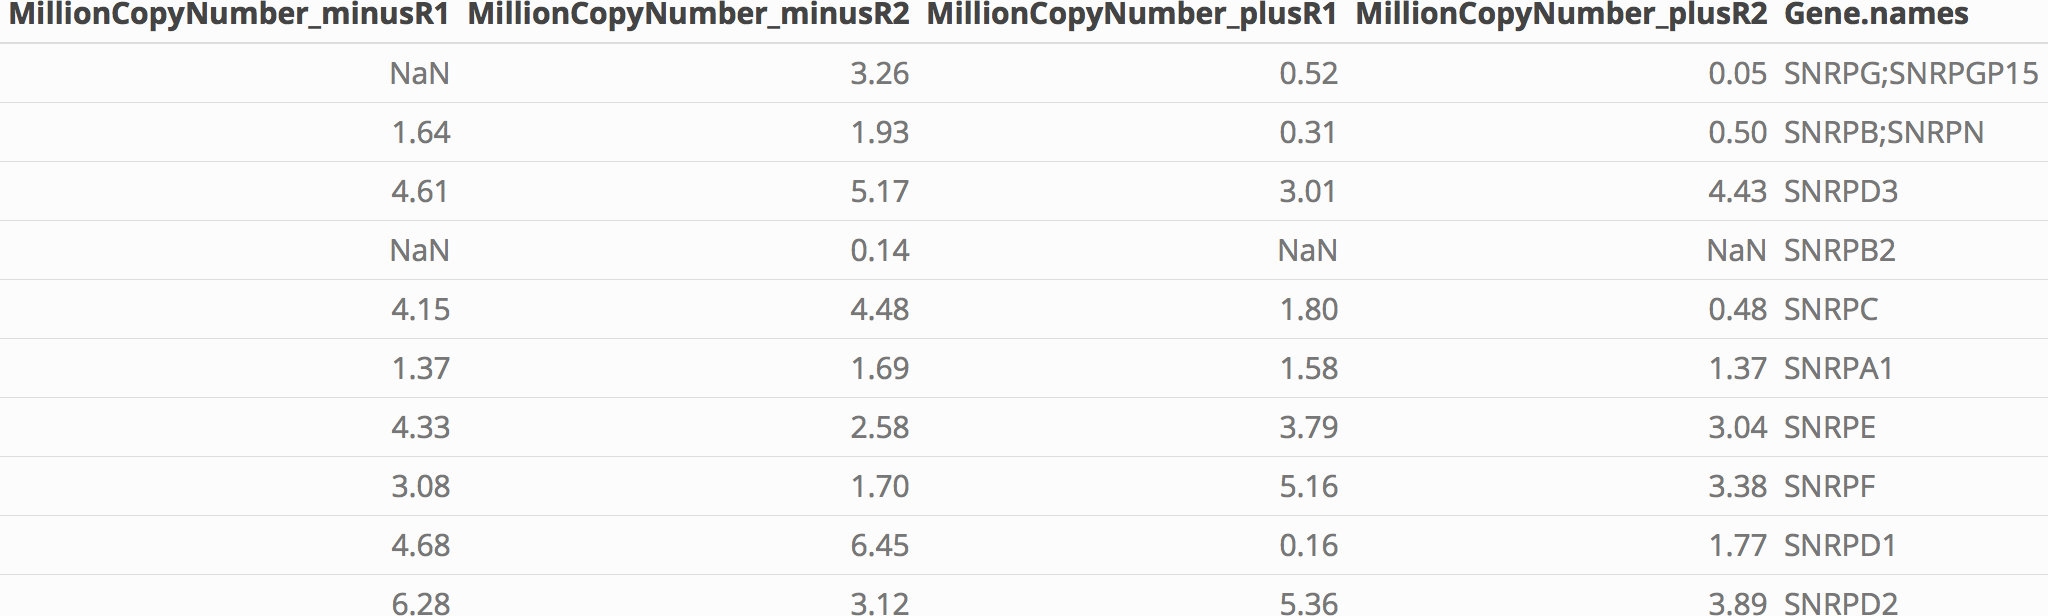 MillionCopyNumber_minusR1 MillionCopyNumber_minusR2 MillionCopyNumber_plusR1 MillionCopyNumber_plusR2 Gene.names
NaN 3.26 0.52 0.05 SNRPG;SNRPGP15
1.64 1.93 0.31 0.50 SNRPB;SNRPN
4.61 5.17 3.01 4.43 SNRPD3
NaN 0.14 NaN NaN SNRPB2
4.15 4.48 1.80 0.48 SNRPC
1.37 1.69 1.58 1.37 SNRPA1
4.33 2.58 3.79 3.04 SNRPE
3.08 1.70 5.16 3.38 SNRPF
4.68 6.45 0.16 1.77 SNRPD1
6.28 3.12 5.36 3.89 SNRPD2